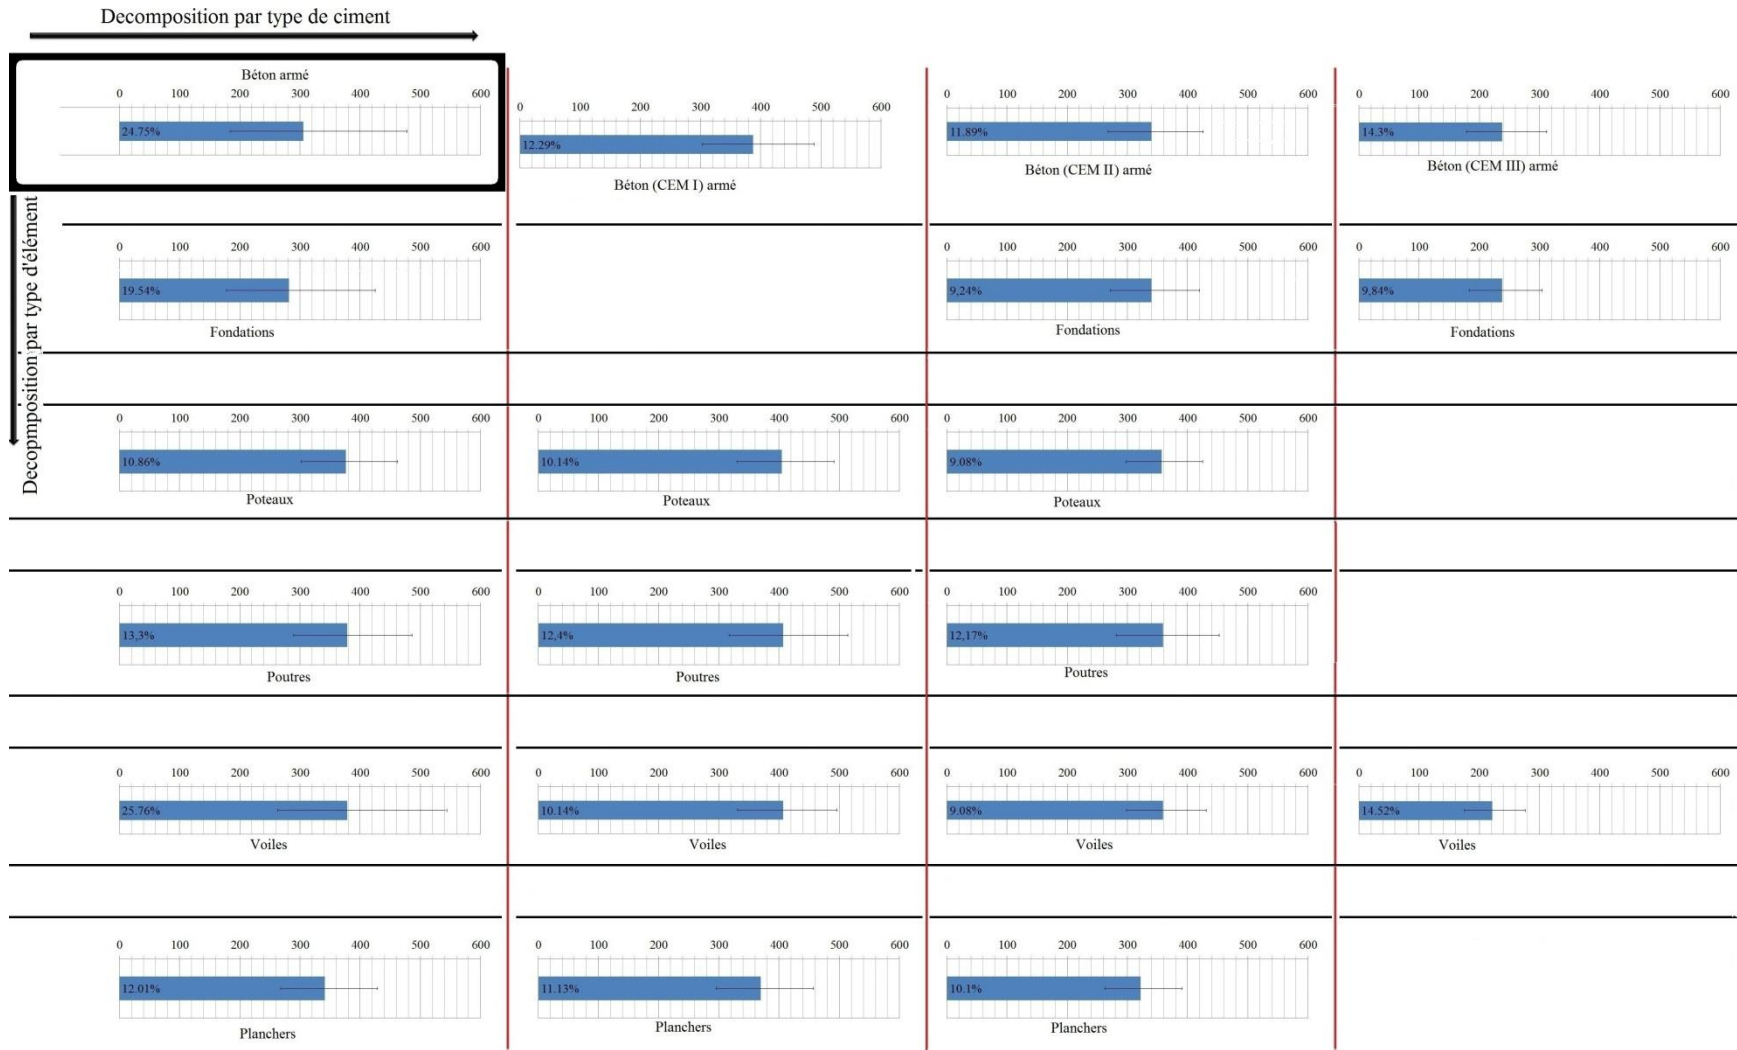 Decomposition par type de ciment
Decopmposition par type d'élément
Béton armé
0 100 200 300 400 500 600
24.75%
0 100 200 300 400 500 600
12.29%
Béton (CEM I) armé
0 100 200 300 400 500 600
11.89%
Béton (CEM II) armé
0 100 200 300 400 500 600
14.3%
Béton (CEM III) armé
0 100 200 300 400 500 600
19.54%
Fondations
0 100 200 300 400 500 600
9,24%
Fondations
0 100 200 300 400 500 600
9,84%
Fondations
0 100 200 300 400 500 600
10.86%
Poteaux
0 100 200 300 400 500 600
10.14%
Poteaux
0 100 200 300 400 500 600
9.08%
Poteaux
0 100 200 300 400 500 600
13,3%
Poutres
0 100 200 300 400 500 600
12,4%
Poutres
0 100 200 300 400 500 600
12,17%
Poutres
0 100 200 300 400 500 600
25.76%
Voiles
0 100 200 300 400 500 600
10.14%
Voiles
0 100 200 300 400 500 600
9.08%
Voiles
0 100 200 300 400 500 600
14.52%
Voiles
0 100 200 300 400 500 600
12.01%
Planchers
0 100 200 300 400 500 600
11.13%
Planchers
0 100 200 300 400 500 600
10.1%
Planchers